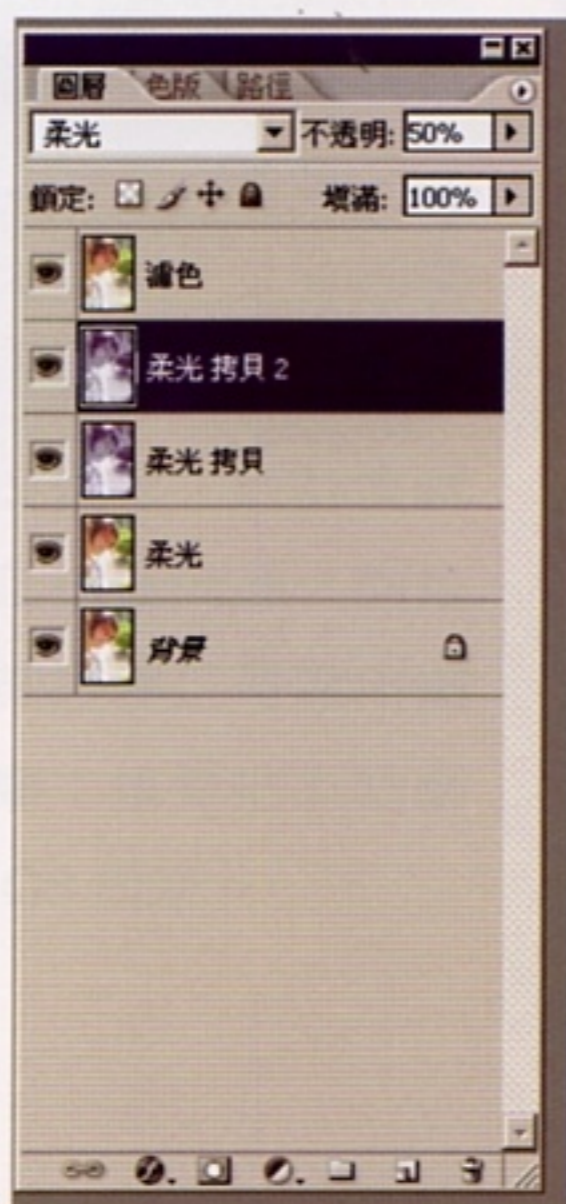 圖層 色版 路徑
柔光 不透明: 50%
鎖定: 填滿: 100%
濾色
柔光 拷貝 2
柔光 拷貝
柔光
背景